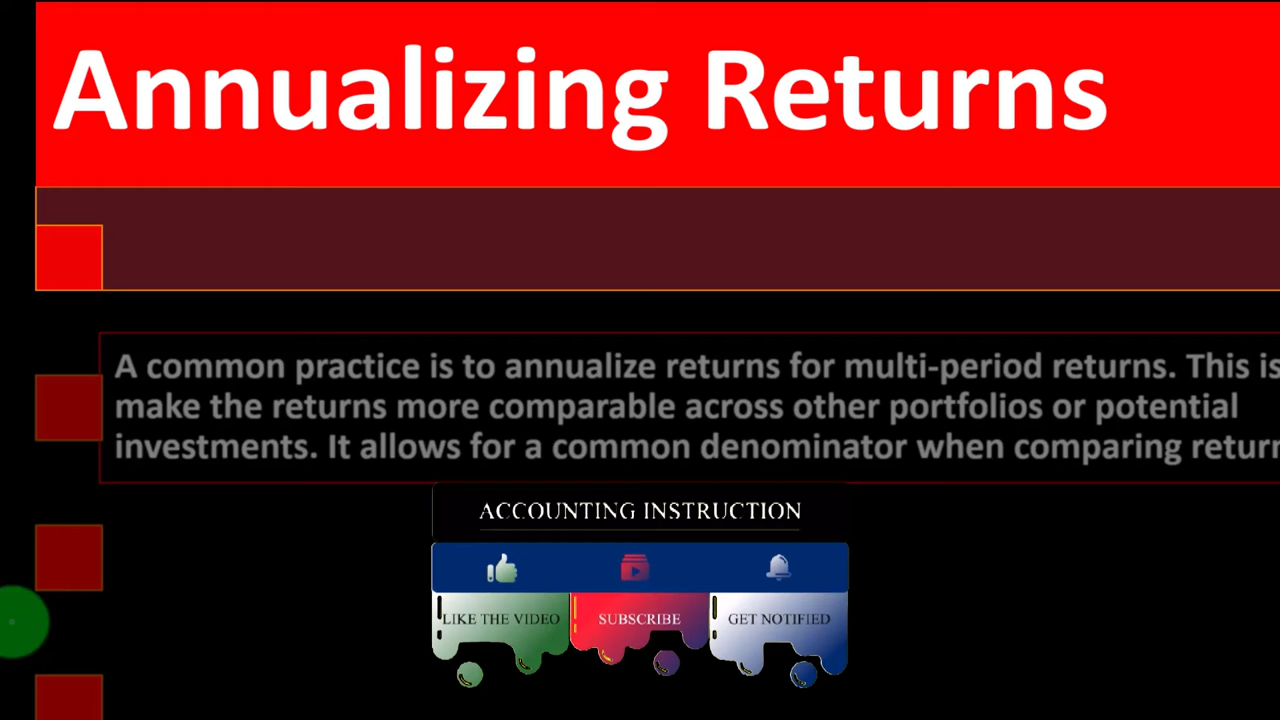 Annualizing Returns
A common practice is to annualize returns for multi-period returns. This is
make the returns more comparable across other portfolios or potential
investments. It allows for a common denominator when comparing return
ACCOUNTING INSTRUCTION
LIKE THE VIDEO SUBSCRIBE GET NOTIFIED